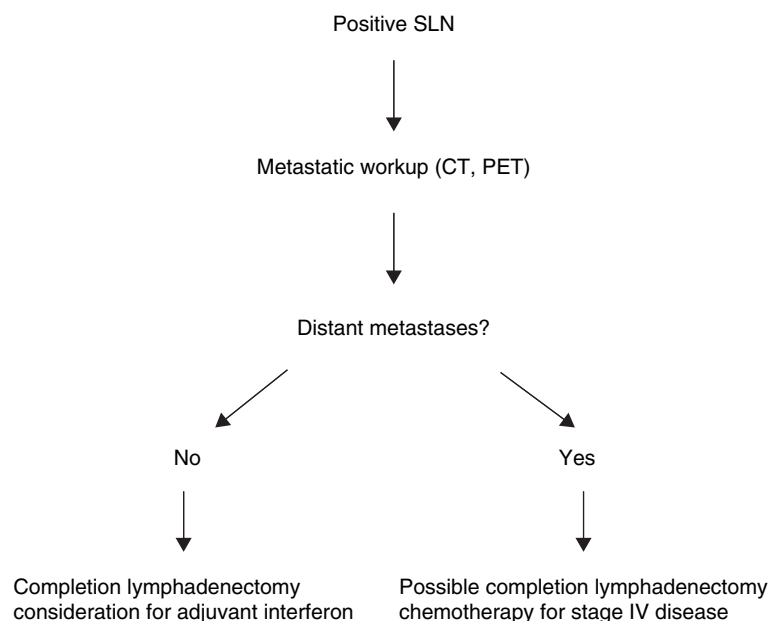 Positive SLN
Metastatic workup (CT, PET)
Distant metastases?
No
Yes
Completion lymphadenectomy
consideration for adjuvant interferon
Possible completion lymphadenectomy
chemotherapy for stage IV disease